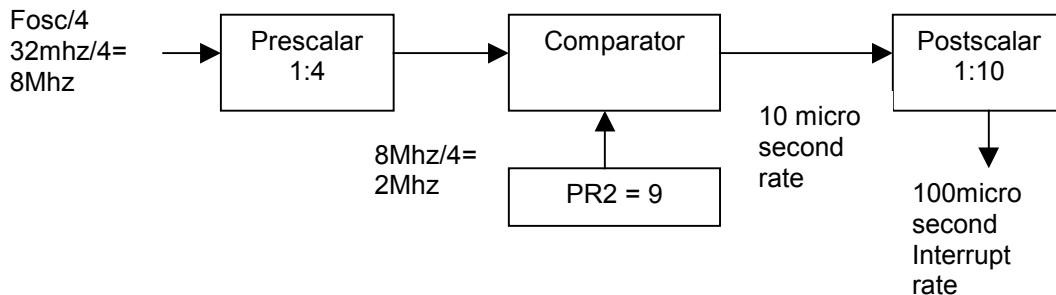 Fosc/4
32mhz/4=
8Mhz
Prescalar
1:4
8Mhz/4=
2Mhz
Comparator
PR2 = 9
10 micro
second
rate
Postscalar
1:10
100micro
second
Interrupt
rate